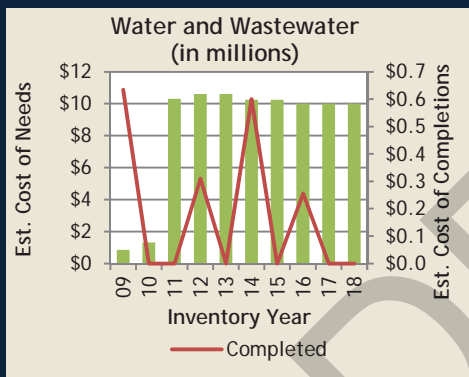 Water and Wastewater
(in millions)
Est. Cost of Needs
$12
$10
$8
$6
$4
$2
$0
$0.7
$0.6
$0.5
$0.4
$0.3
$0.2
$0.1
$0.0
Est. Cost of Completions
09 10 11 12 13 14 15 16 17 18
Inventory Year
Completed